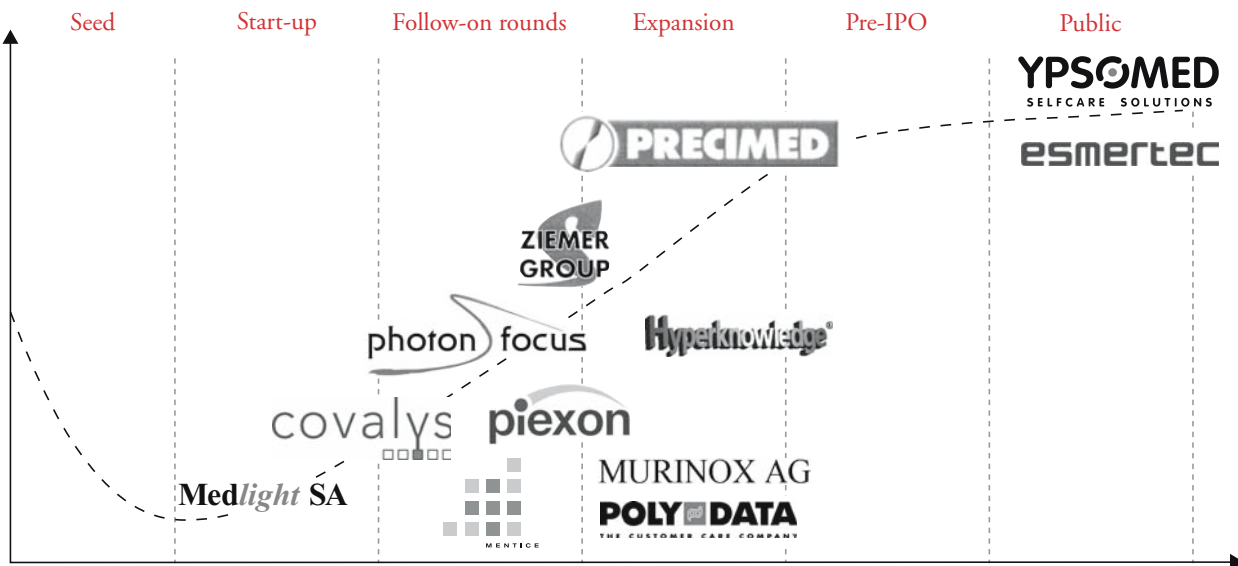 Seed
Start-up
Follow-on rounds
Expansion
Pre-IPO
Public
YPSOMED
SELFCARE SOLUTIONS
PRECIMED
esmertec
ZIEMER
GROUP
photon focus
Hyperknowledge®
covalys
piexon
MURINOX AG
Medlight SA
POLY DATA
THE CUSTOMER CARE COMPANY
MENTICE